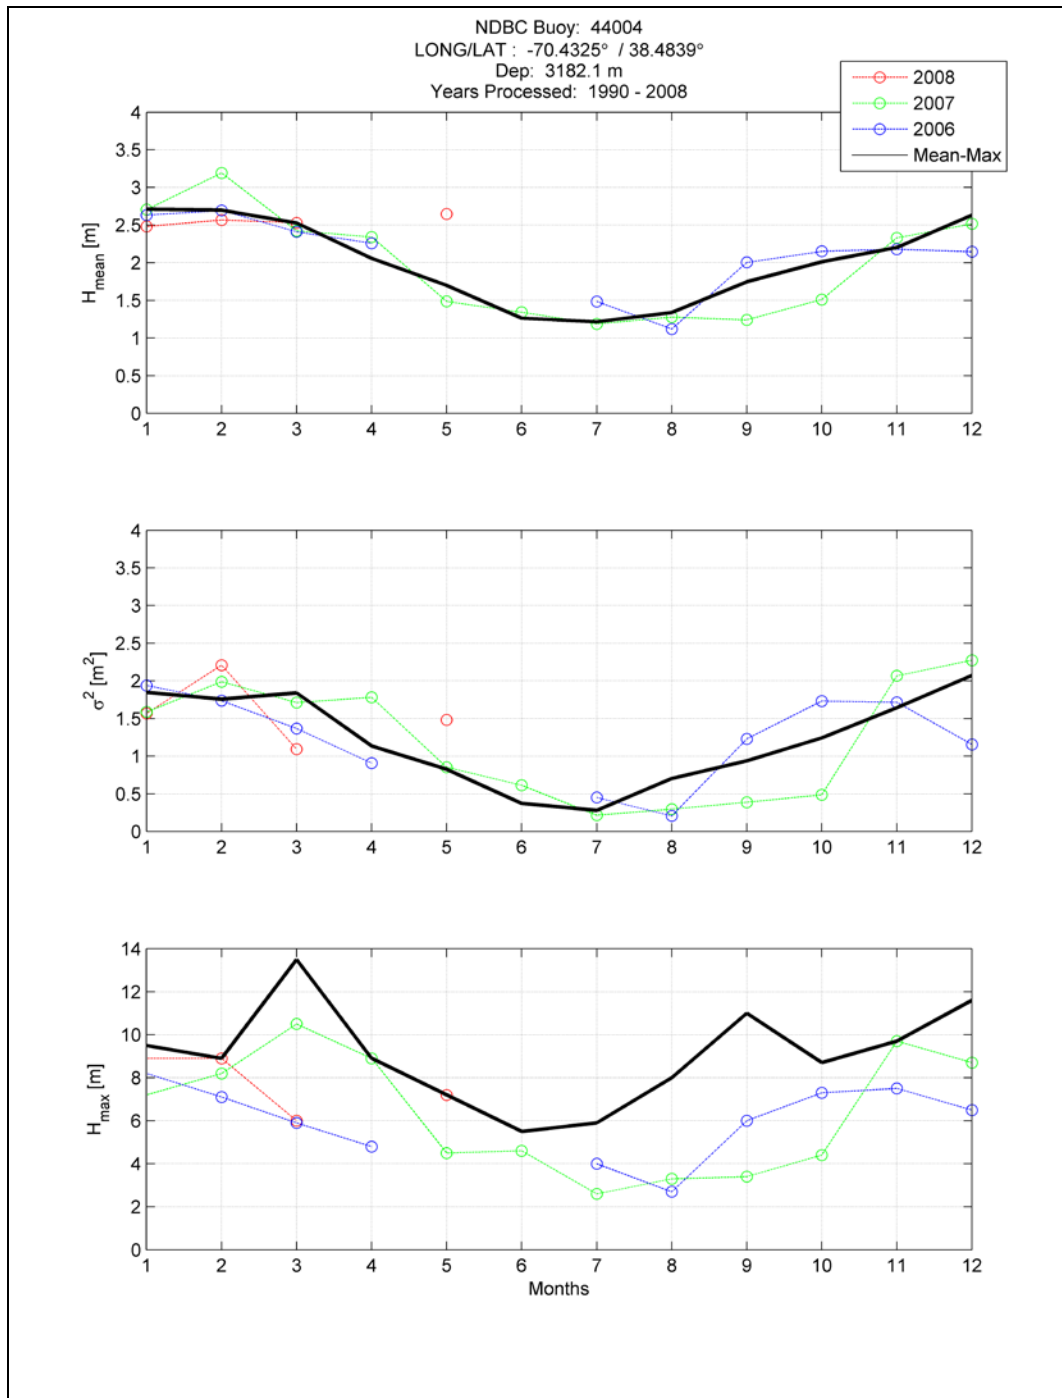 NDBC Buoy: 44004
LONG/LAT : -70.4325° / 38.4839°
Dep: 3182.1 m
Years Processed: 1990 - 2008
2008
2007
2006
Mean-Max
4
3.5
3
2.5
2
1.5
1
0.5
0
H_mean [m]
1 2 3 4 5 6 7 8 9 10 11 12
4
3.5
3
2.5
2
1.5
1
0.5
0
σ² [m²]
1 2 3 4 5 6 7 8 9 10 11 12
14
12
10
8
6
4
2
0
H_max [m]
1 2 3 4 5 6 7 8 9 10 11 12
Months